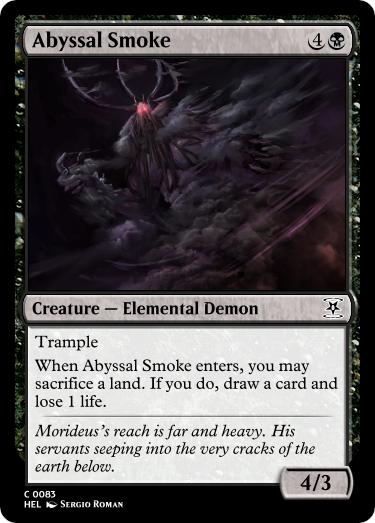 Abyssal Smoke 4
Creature — Elemental Demon
Trample
When Abyssal Smoke enters, you may
sacrifice a land. If you do, draw a card and
lose 1 life.
Morideus's reach is far and heavy. His
servants seeping into the very cracks of the
earth below.
4/3
C 0083
HEL Sergio Roman